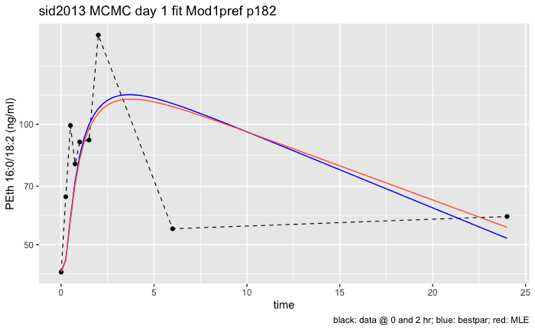 sid2013 MCMC day 1 fit Mod1pref p182
PEth 16:0/18:2 (ng/ml)
100
70
50
0
5
10
15
20
25
time
black: data @ 0 and 2 hr; blue: bestpar; red: MLE